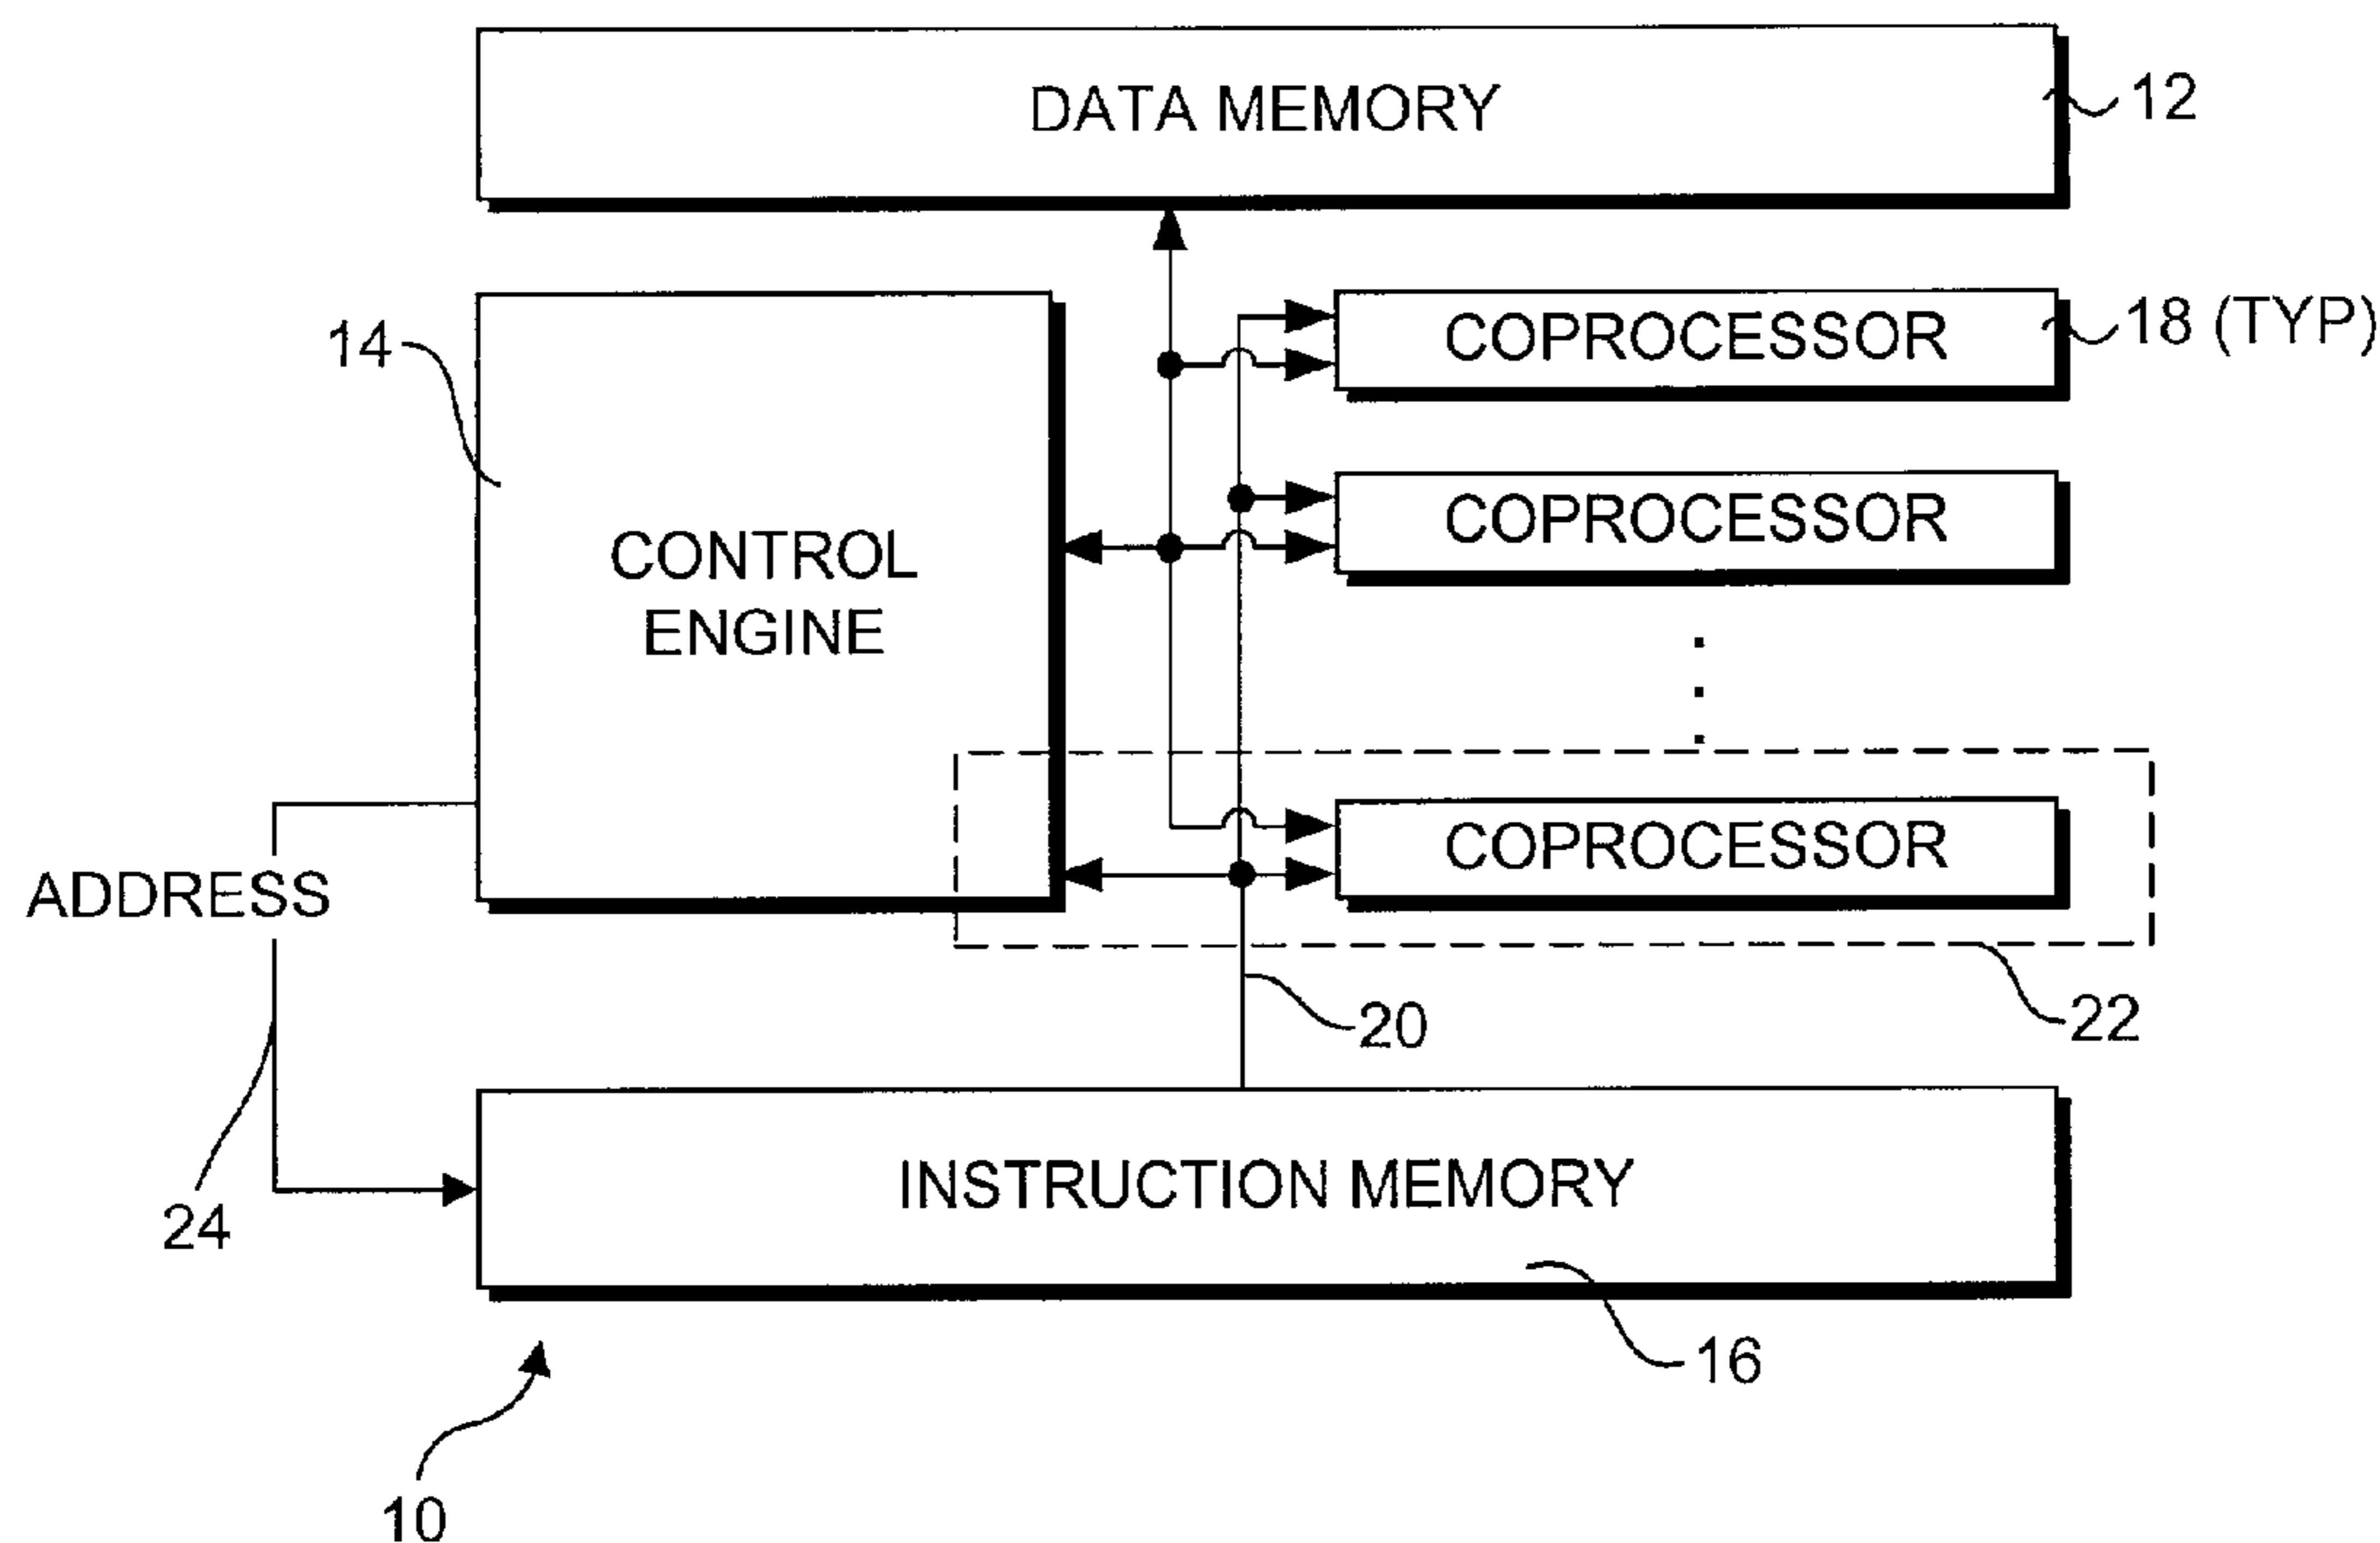 DATA MEMORY
12
14
COPROCESSOR
18 (TYP)
COPROCESSOR
CONTROL
ENGINE
COPROCESSOR
ADDRESS
20
22
INSTRUCTION MEMORY
24
16
10